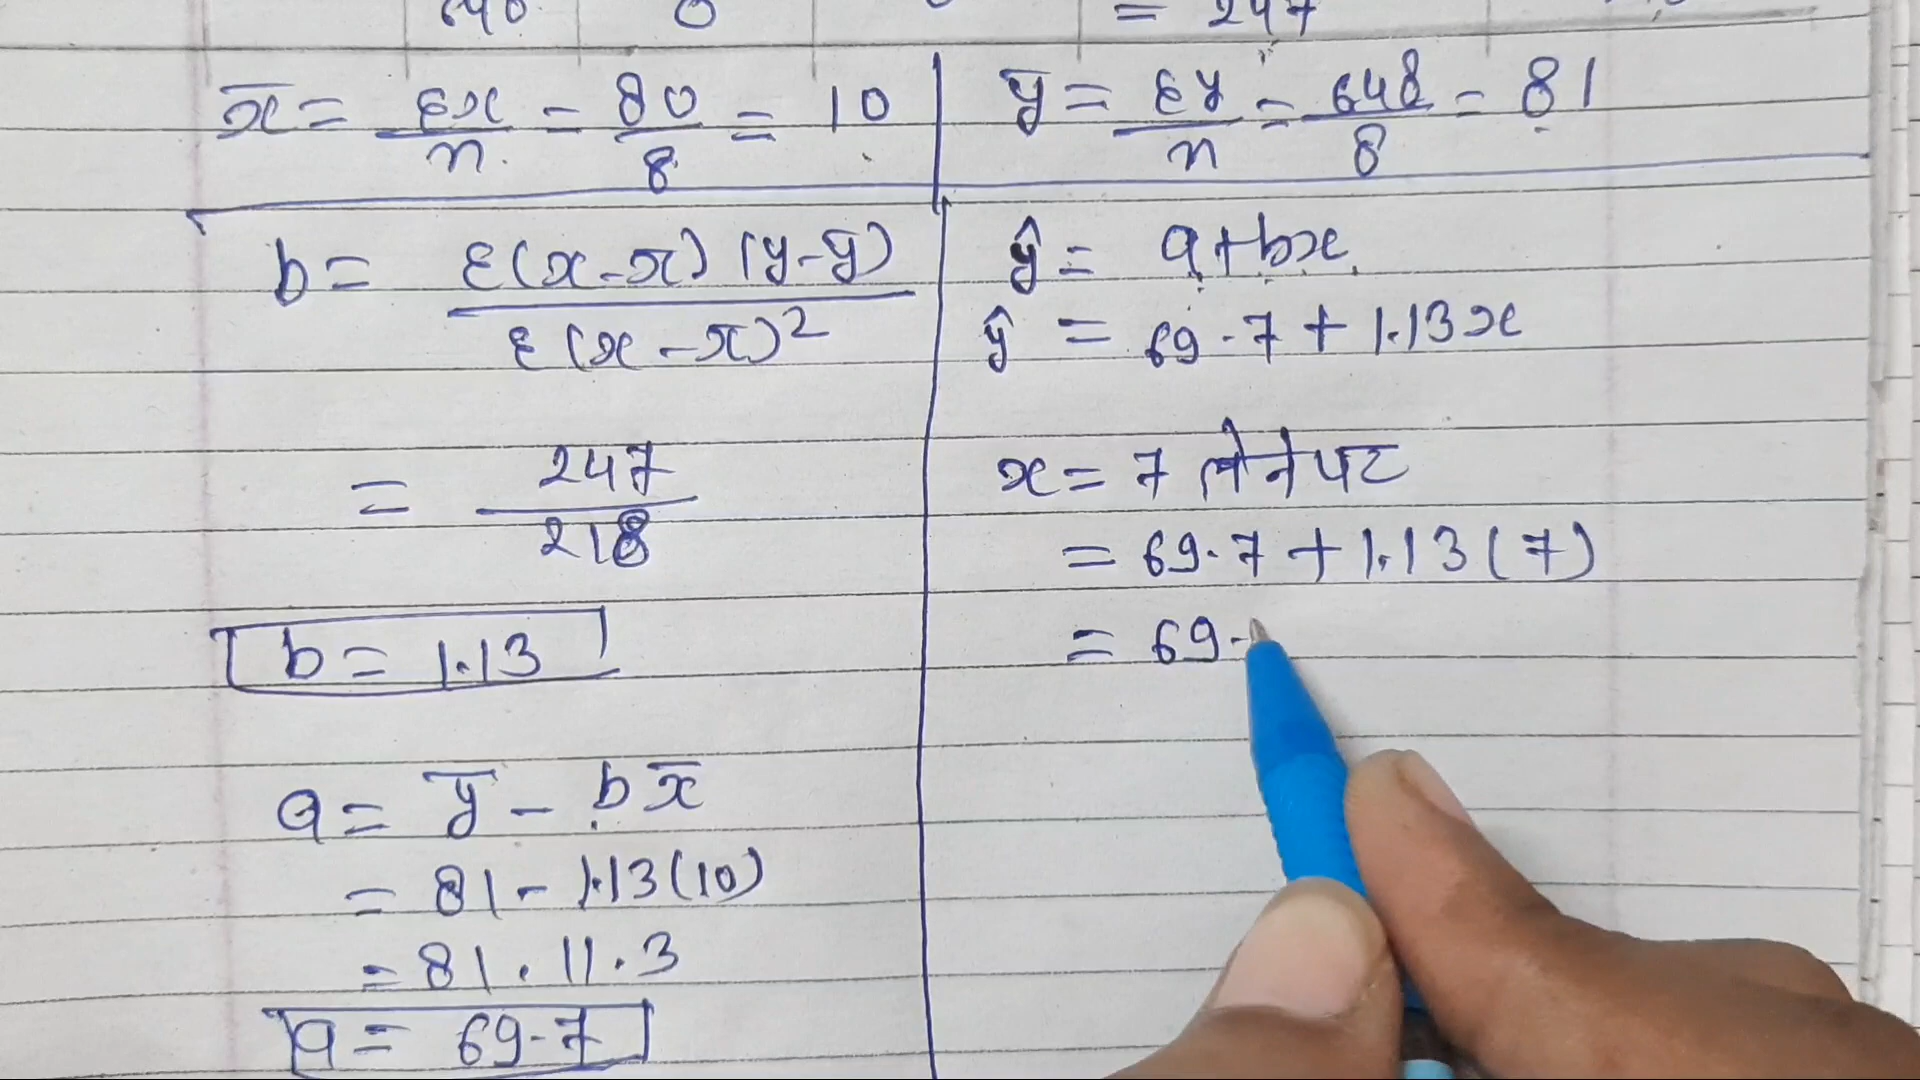 = 247
x̄ = Σx/n = 80/8 = 10
ȳ = Σy/n = 648/8 = 81
b = Σ(x-x̄)(y-ȳ)/Σ(x-x̄)²
= 247/218
b = 1.13
a = ȳ - bx̄
= 81 - 1.13(10)
= 81 . 11.3
a = 69.7
ŷ = a+bx
ŷ = 69.7 + 1.13x
x = 7 लेने पर
= 69.7 + 1.13(7)
= 69.